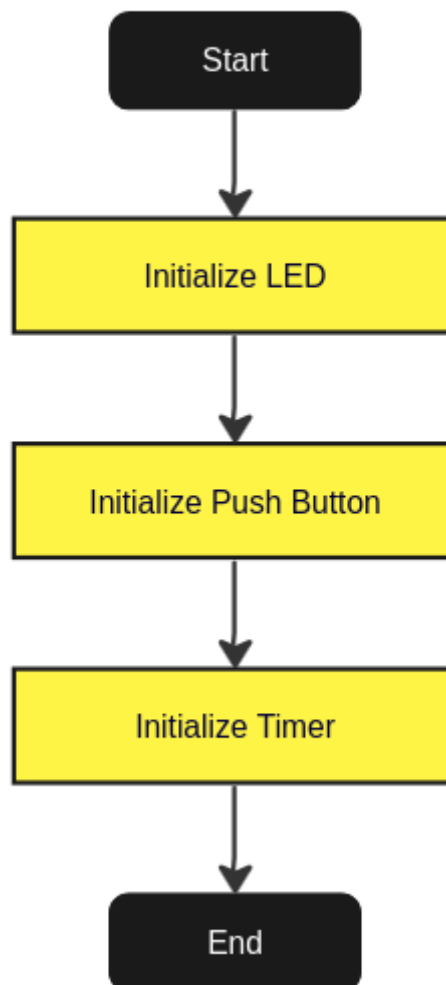 Start
Initialize LED
Initialize Push Button
Initialize Timer
End